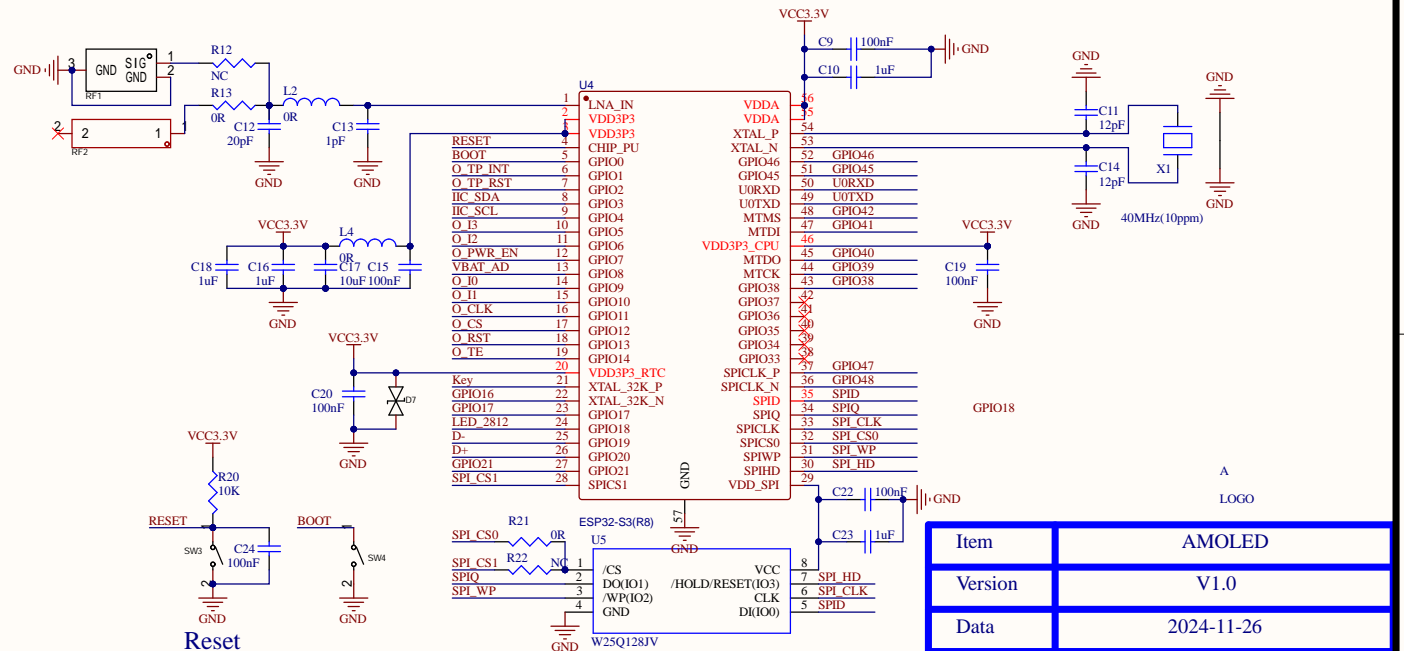 VCC3.3V
C9
100nF
GND
C10
1uF
GND
3
GND
SIG
GND
1
2
RF1
R12
NC
R13
0R
L2
0R
C12
20pF
C13
1pF
GND
GND
2
2
1
1
RF2
U4
1 LNA_IN
2 VDD3P3
3 VDD3P3
RESET 4 CHIP_PU
BOOT 5 GPIO0
O_TP_INT 6 GPIO1
O_TP_RST 7 GPIO2
IIC_SDA 8 GPIO3
IIC_SCL 9 GPIO4
O_I3 10 GPIO5
O_I2 11 GPIO6
O_PWR_EN 12 GPIO7
VBAT_AD 13 GPIO8
O_I0 14 GPIO9
O_I1 15 GPIO10
O_CLK 16 GPIO11
O_CS 17 GPIO12
O_RST 18 GPIO13
O_TE 19 GPIO14
20 VDD3P3_RTC
Key 21 XTAL_32K_P
GPIO16 22 XTAL_32K_N
GPIO17 23 GPIO17
LED_2812 24 GPIO18
D- 25 GPIO19
D+ 26 GPIO20
GPIO21 27 GPIO21
SPI_CS1 28 SPICS1
VDDA 56
VDDA 55
XTAL_P 54
XTAL_N 53
GPIO46 52 GPIO46
GPIO45 51 GPIO45
U0RXD 50 U0RXD
U0TXD 49 U0TXD
MTMS 48 GPIO42
MTDI 47 GPIO41
VDD3P3_CPU 46
MTDO 45 GPIO40
MTCK 44 GPIO39
GPIO38 43 GPIO38
GPIO37 42
GPIO36 41
GPIO35 40
GPIO34 39
GPIO33 38
SPICLK_P 37 GPIO47
SPICLK_N 36 GPIO48
SPID 35 SPID
SPIQ 34 SPIQ
SPICLK 33 SPI_CLK
SPICS0 32 SPI_CS0
SPIWP 31 SPI_WP
SPIHD 30 SPI_HD
VDD_SPI 29
GND
57
GND
ESP32-S3(R8)
GND
C11
12pF
GND
X1
C14
12pF
GND
GND
40MHz(10ppm)
VCC3.3V
C19
100nF
GND
GPIO18
VCC3.3V
L4
0R
C18
1uF
C16
1uF
C17
10uF
C15
100nF
GND
VCC3.3V
C20
100nF
D7
GND
VCC3.3V
R20
10K
RESET
1
SW3
2
C24
100nF
GND
Reset
BOOT
1
SW4
2
GND
C22
100nF
GND
C23
1uF
SPI_CS0
R21
0R
SPI_CS1
R22
NC
SPIQ
SPI_WP
U5
1 /CS
2 DO(IO1)
3 /WP(IO2)
4 GND
VCC 8
/HOLD/RESET(IO3) 7 SPI_HD
CLK 6 SPI_CLK
DI(IO0) 5 SPID
GND
W25Q128JV
A
LOGO
Item AMOLED
Version V1.0
Data 2024-11-26